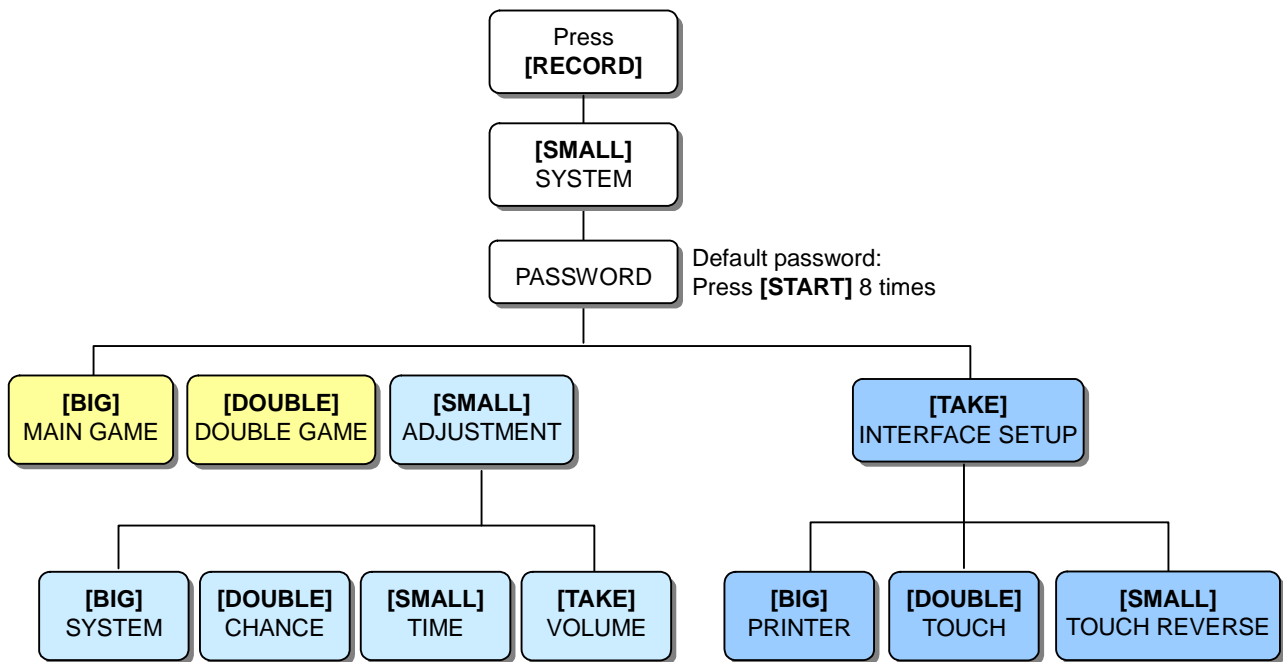 Press
[RECORD]
[SMALL]
SYSTEM
PASSWORD
Default password:
Press [START] 8 times
[BIG]
MAIN GAME
[DOUBLE]
DOUBLE GAME
[SMALL]
ADJUSTMENT
[TAKE]
INTERFACE SETUP
[BIG]
SYSTEM
[DOUBLE]
CHANCE
[SMALL]
TIME
[TAKE]
VOLUME
[BIG]
PRINTER
[DOUBLE]
TOUCH
[SMALL]
TOUCH REVERSE